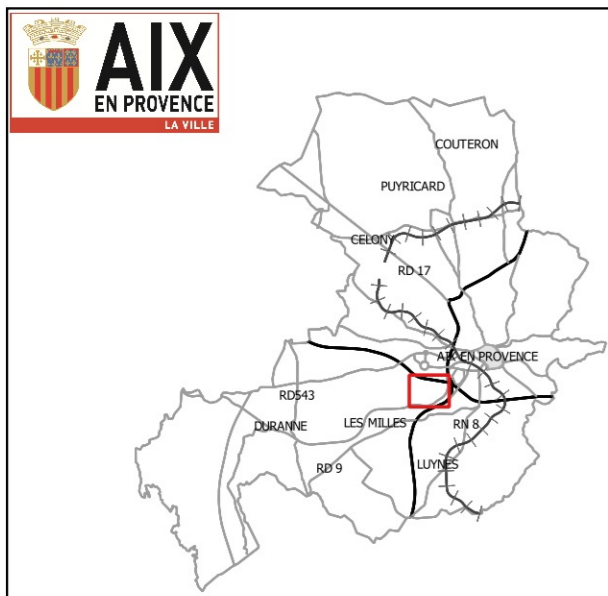 AIX
EN PROVENCE
LA VILLE
COUTERON
PUYRICARD
CELONY
RD 17
AIX EN PROVENCE
RD543
DURANNE
LES MILLES
RN 8
RD 9
LUYNES